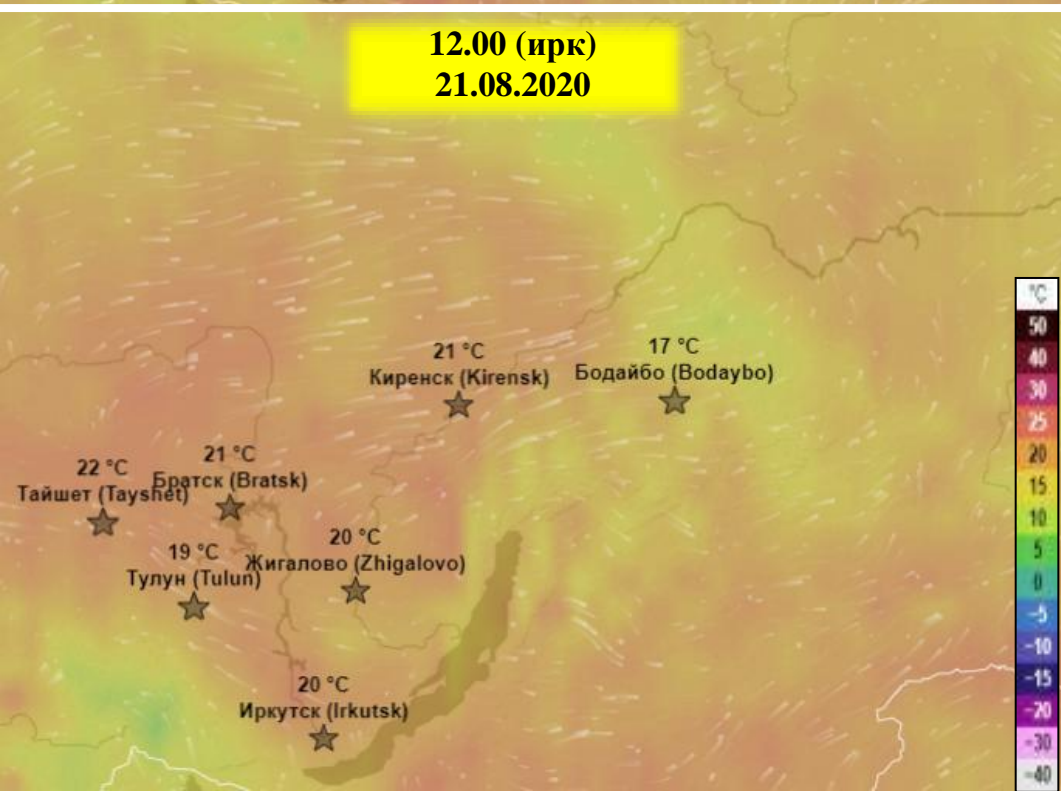 12.00 (ирк)
21.08.2020
21 °C
Киренск (Kirensk)
17 °C
Бодайбо (Bodaybo)
22 °C
Тайшет (Tayshet)
21 °C
Братск (Bratsk)
19 °C
Тулун (Tulun)
20 °C
Жигалово (Zhigalovo)
20 °C
Иркутск (Irkutsk)
°C
50
40
30
25
20
15
10
5
0
-5
-10
-15
-20
-30
-40